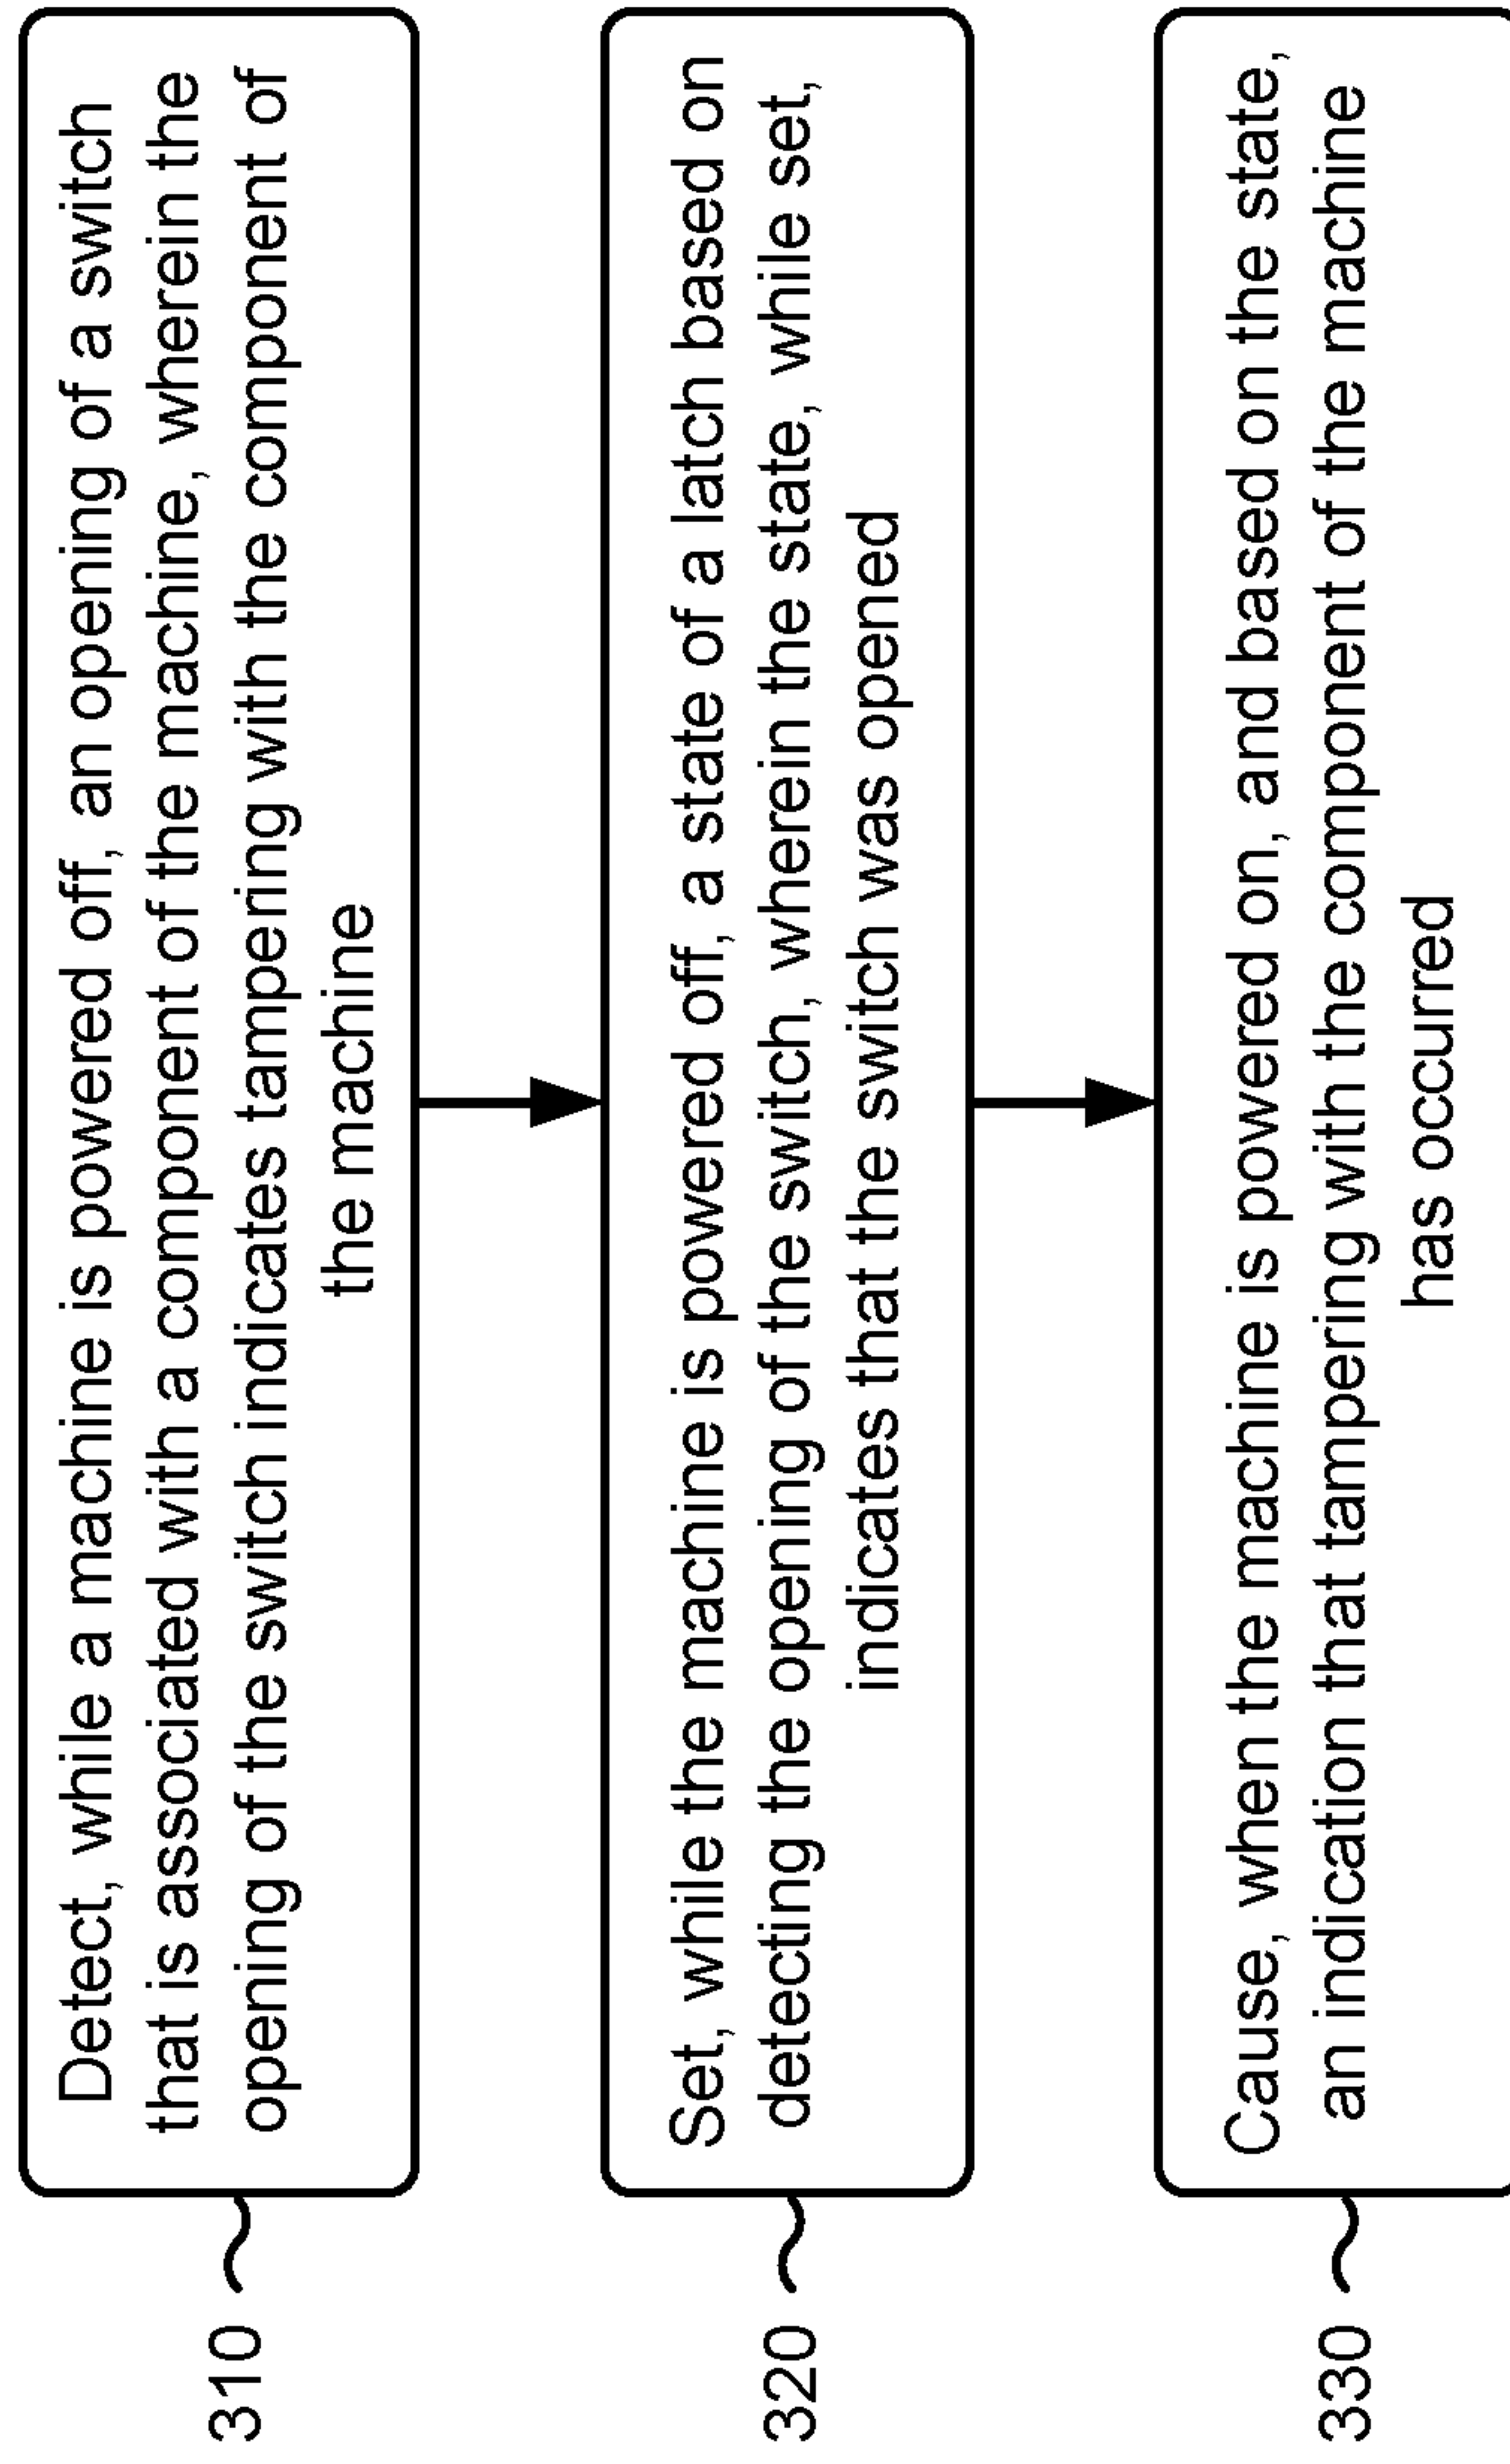 310
Detect, while a machine is powered off, an opening of a switch
that is associated with a component of the machine, wherein the
opening of the switch indicates tampering with the component of
the machine
320
Set, while the machine is powered off, a state of a latch based on
detecting the opening of the switch, wherein the state, while set,
indicates that the switch was opened
330
Cause, when the machine is powered on, and based on the state,
an indication that tampering with the component of the machine
has occurred